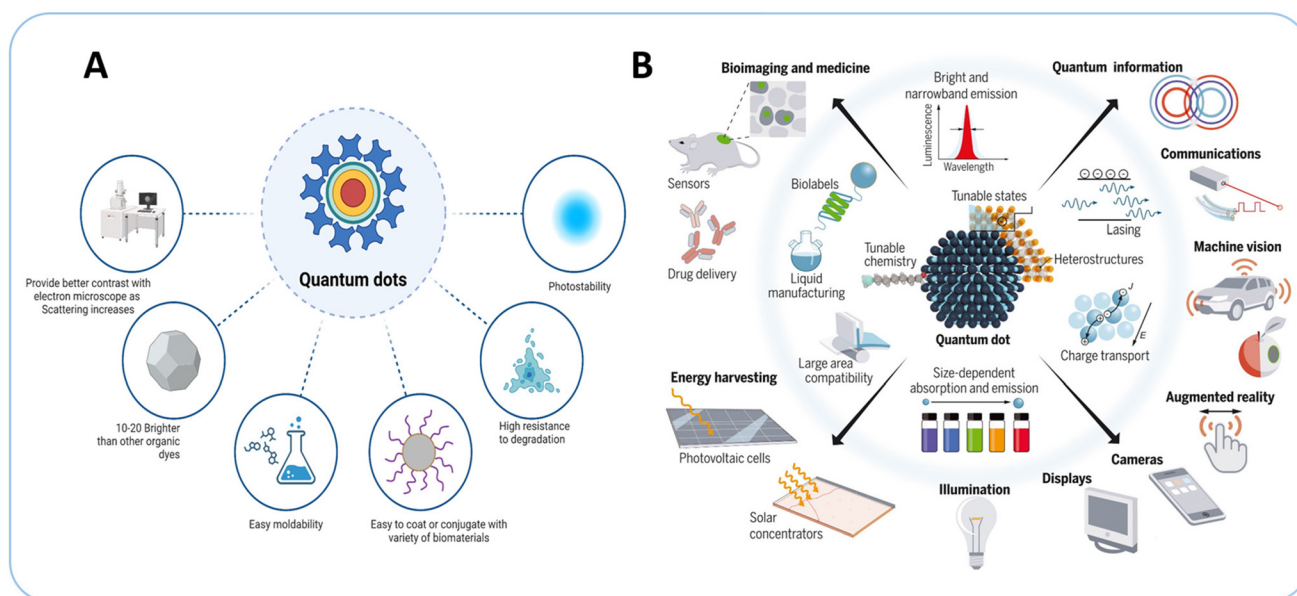 A
Quantum dots
Provide better contrast with
electron microscope as
Scattering increases
10-20 Brighter
than other organic
dyes
Easy moldability
Easy to coat or conjugate with
variety of biomaterials
High resistance
to degradation
Photostability
B
Bioimaging and medicine
Sensors
Drug delivery
Biolabels
Liquid
manufacturing
Large area
compatibility
Bright and
narrowband emission
Luminescence
Wavelength
Tunable states
Tunable
chemistry
Heterostructures
Quantum dot
Size-dependent
absorption and emission
Lasing
J
E
Charge transport
Quantum information
Communications
Machine vision
Augmented reality
Cameras
Displays
Illumination
Energy harvesting
Photovoltaic cells
Solar
concentrators